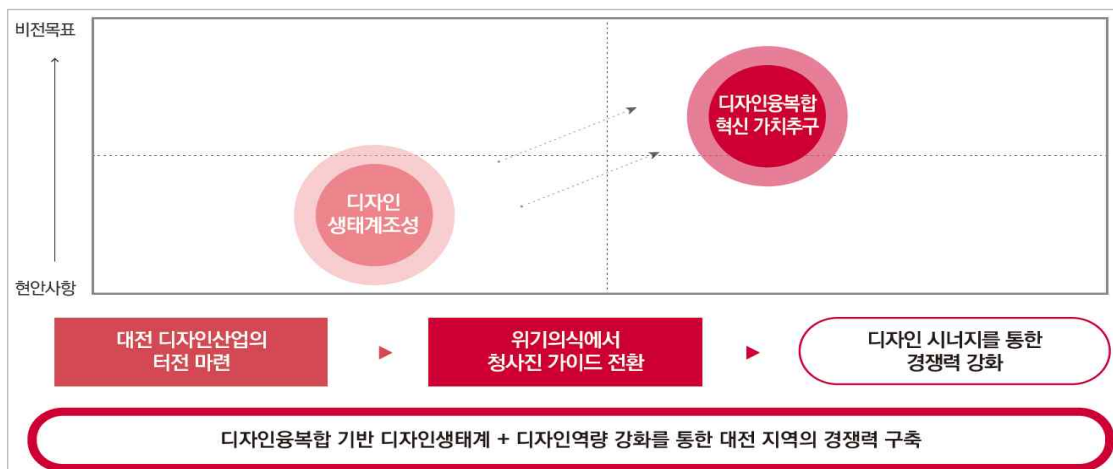 비전목표
디자인융복합
혁신 가치추구
디자인
생태계조성
현안사항
대전 디자인산업의
터전 마련
위기의식에서
청사진 가이드 전환
디자인 시너지를 통한
경쟁력 강화
디자인융복합 기반 디자인생태계 + 디자인역량 강화를 통한 대전 지역의 경쟁력 구축